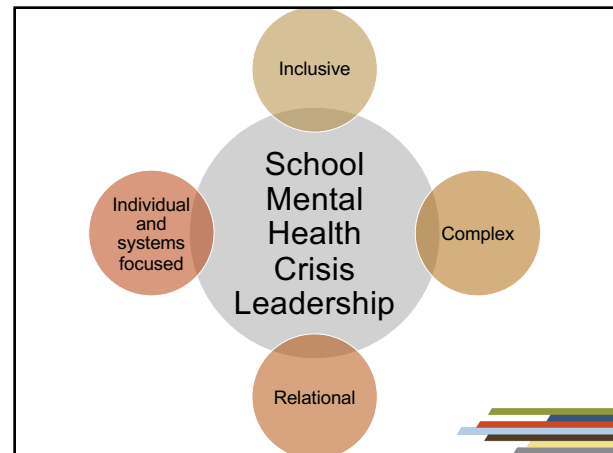 Inclusive
School
Mental
Health
Crisis
Leadership
Individual
and
systems
focused
Complex
Relational